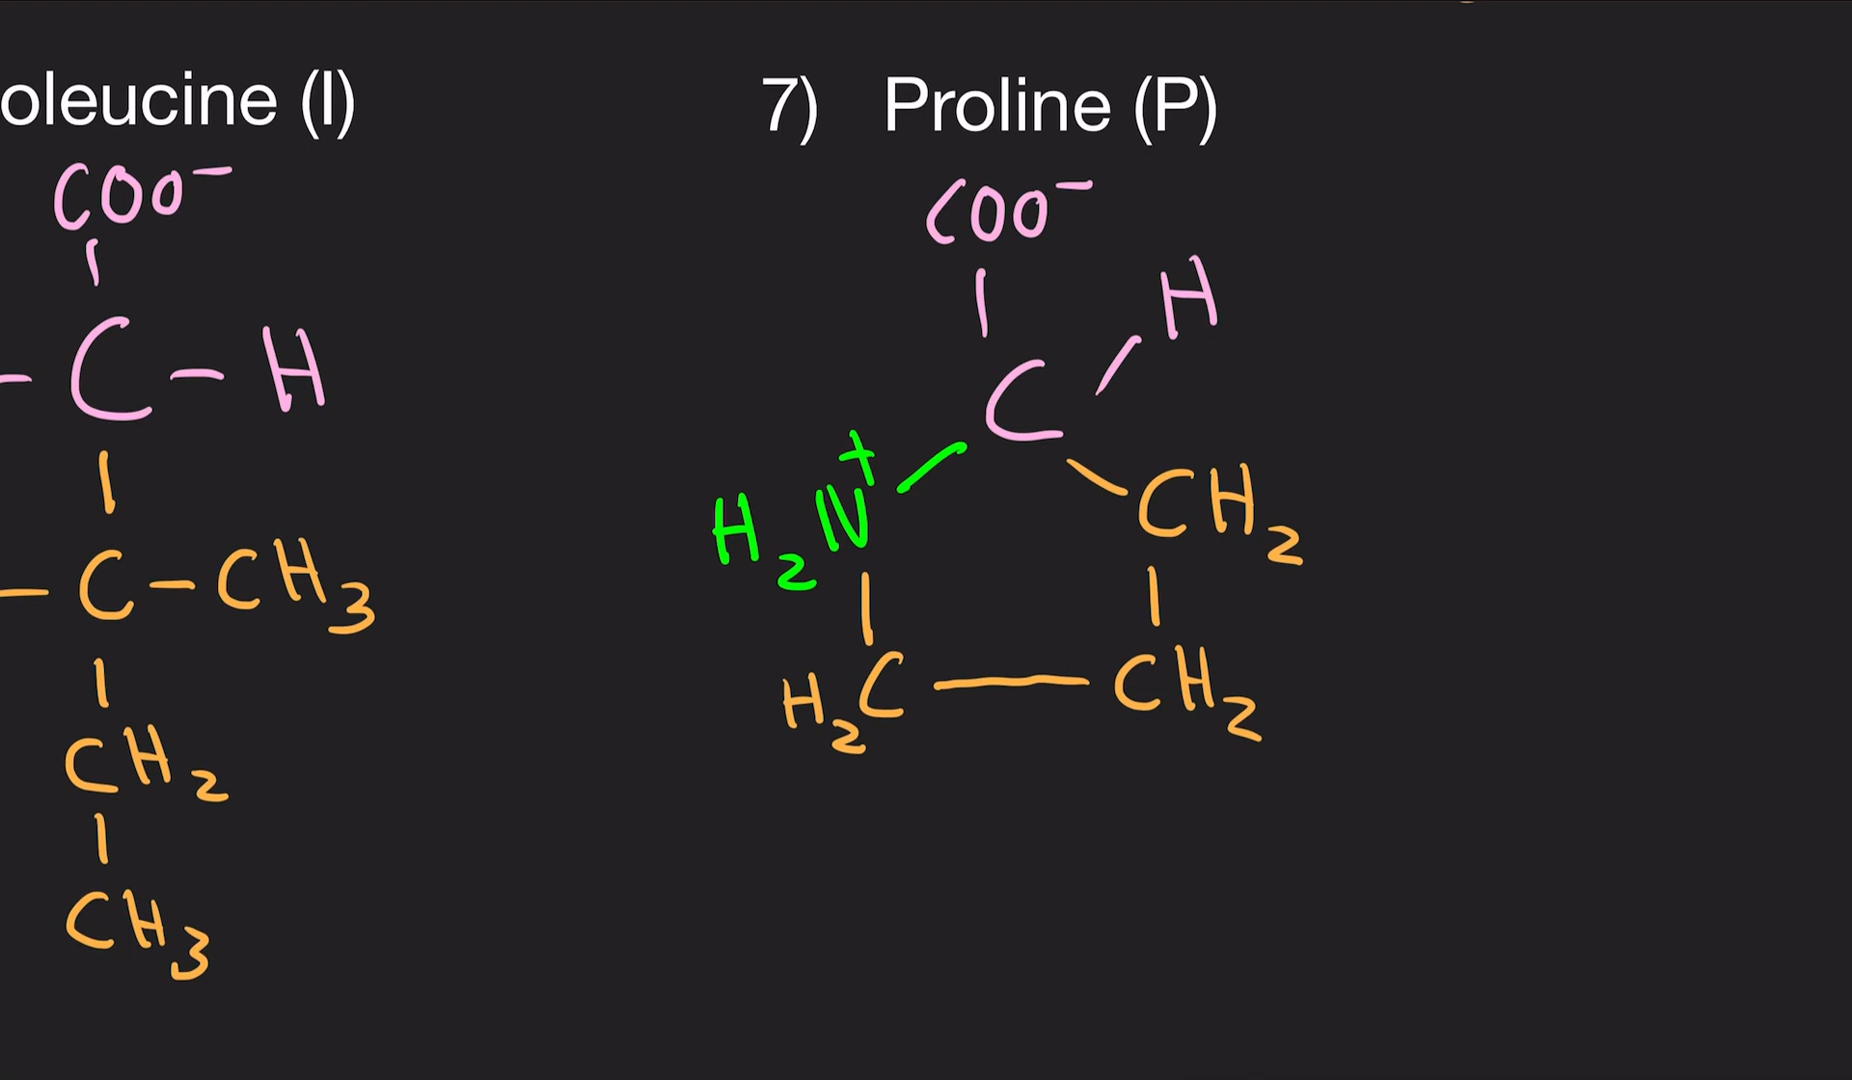 oleucine (I)
COO⁻
C - H
C - CH₃
CH₂
CH₃
7) Proline (P)
COO⁻
H
C
H₂N⁺
CH₂
H₂C
CH₂